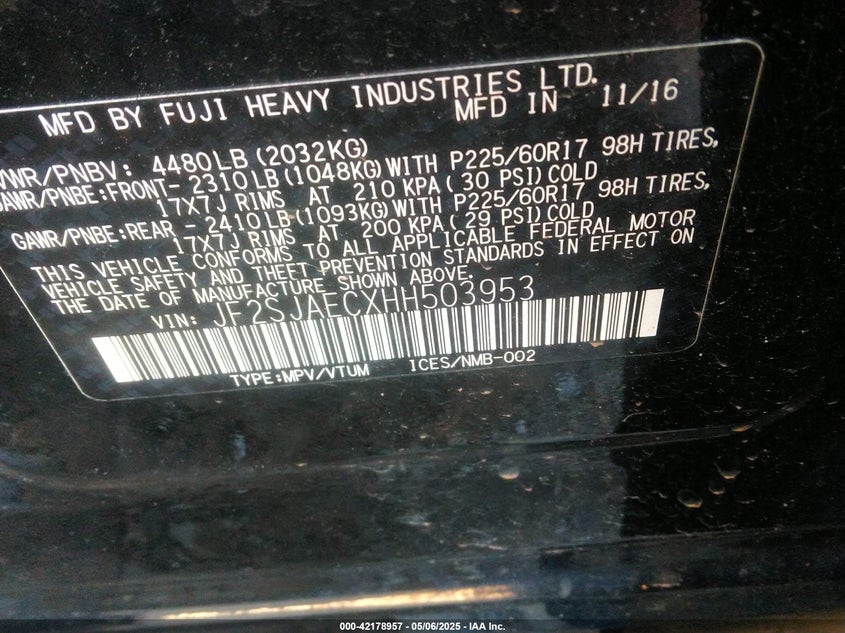 MFD BY FUJI HEAVY INDUSTRIES LTD.
MFD IN 11/16
VWR/PNBV: 4480LB (2032KG)
GAWR/PNBE:FRONT- 2310LB(1048KG)WITH P225/60R17 98H TIRES,
17X7J RIMS AT 210 KPA( 30 PSI)COLD
GAWR/PNBE:REAR - 2410LB(1093KG)WITH P225/60R17 98H TIRES,
17X7J RIMS AT 200 KPA( 29 PSI)COLD
THIS VEHICLE CONFORMS TO ALL APPLICABLE FEDERAL MOTOR
VEHICLE SAFETY AND THEFT PREVENTION STANDARDS IN EFFECT ON
THE DATE OF MANUFACTURE SHOWN ABOVE.
VIN: JF2SJAECXHH503953
TYPE:MPV/VTUM ICES/NMB-002
000-42178957 - 05/06/2025 - IAA Inc.